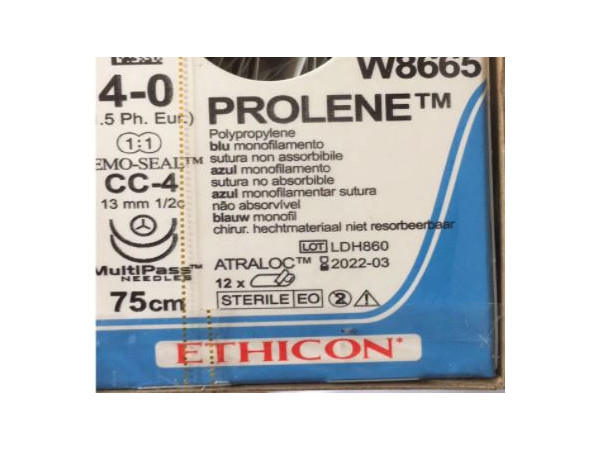 W8665
4-0
PROLENE™
.5 Ph. Eur.)
Polypropylene
1:1
blu monofilamento
EMO-SEAL™
sutura non assorbibile
azul monofilamento
CC-4
sutura no absorbible
13 mm 1/2c
azul monofilamentar sutura
não absorvível
blauw monofil
chirur. hechtmateriaal niet resorbeerbaar
LOT LDH860
MultiPass™
NEEDLES
ATRALOC™ 2022-03
12 x
75cm
STERILE EO 2
ETHICON*